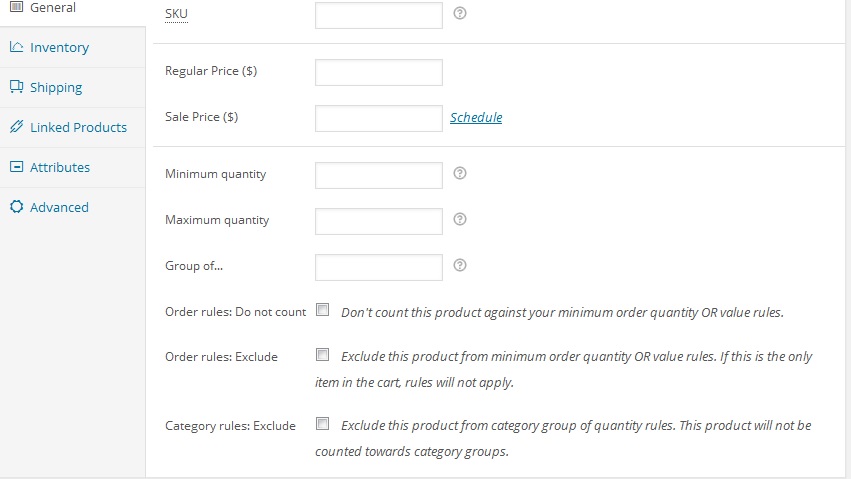 General
Inventory
Shipping
Linked Products
Attributes
Advanced
SKU
Regular Price ($)
Sale Price ($) Schedule
Minimum quantity
Maximum quantity
Group of...
Order rules: Do not count Don't count this product against your minimum order quantity OR value rules.
Order rules: Exclude Exclude this product from minimum order quantity OR value rules. If this is the only
item in the cart, rules will not apply.
Category rules: Exclude Exclude this product from category group of quantity rules. This product will not be
counted towards category groups.